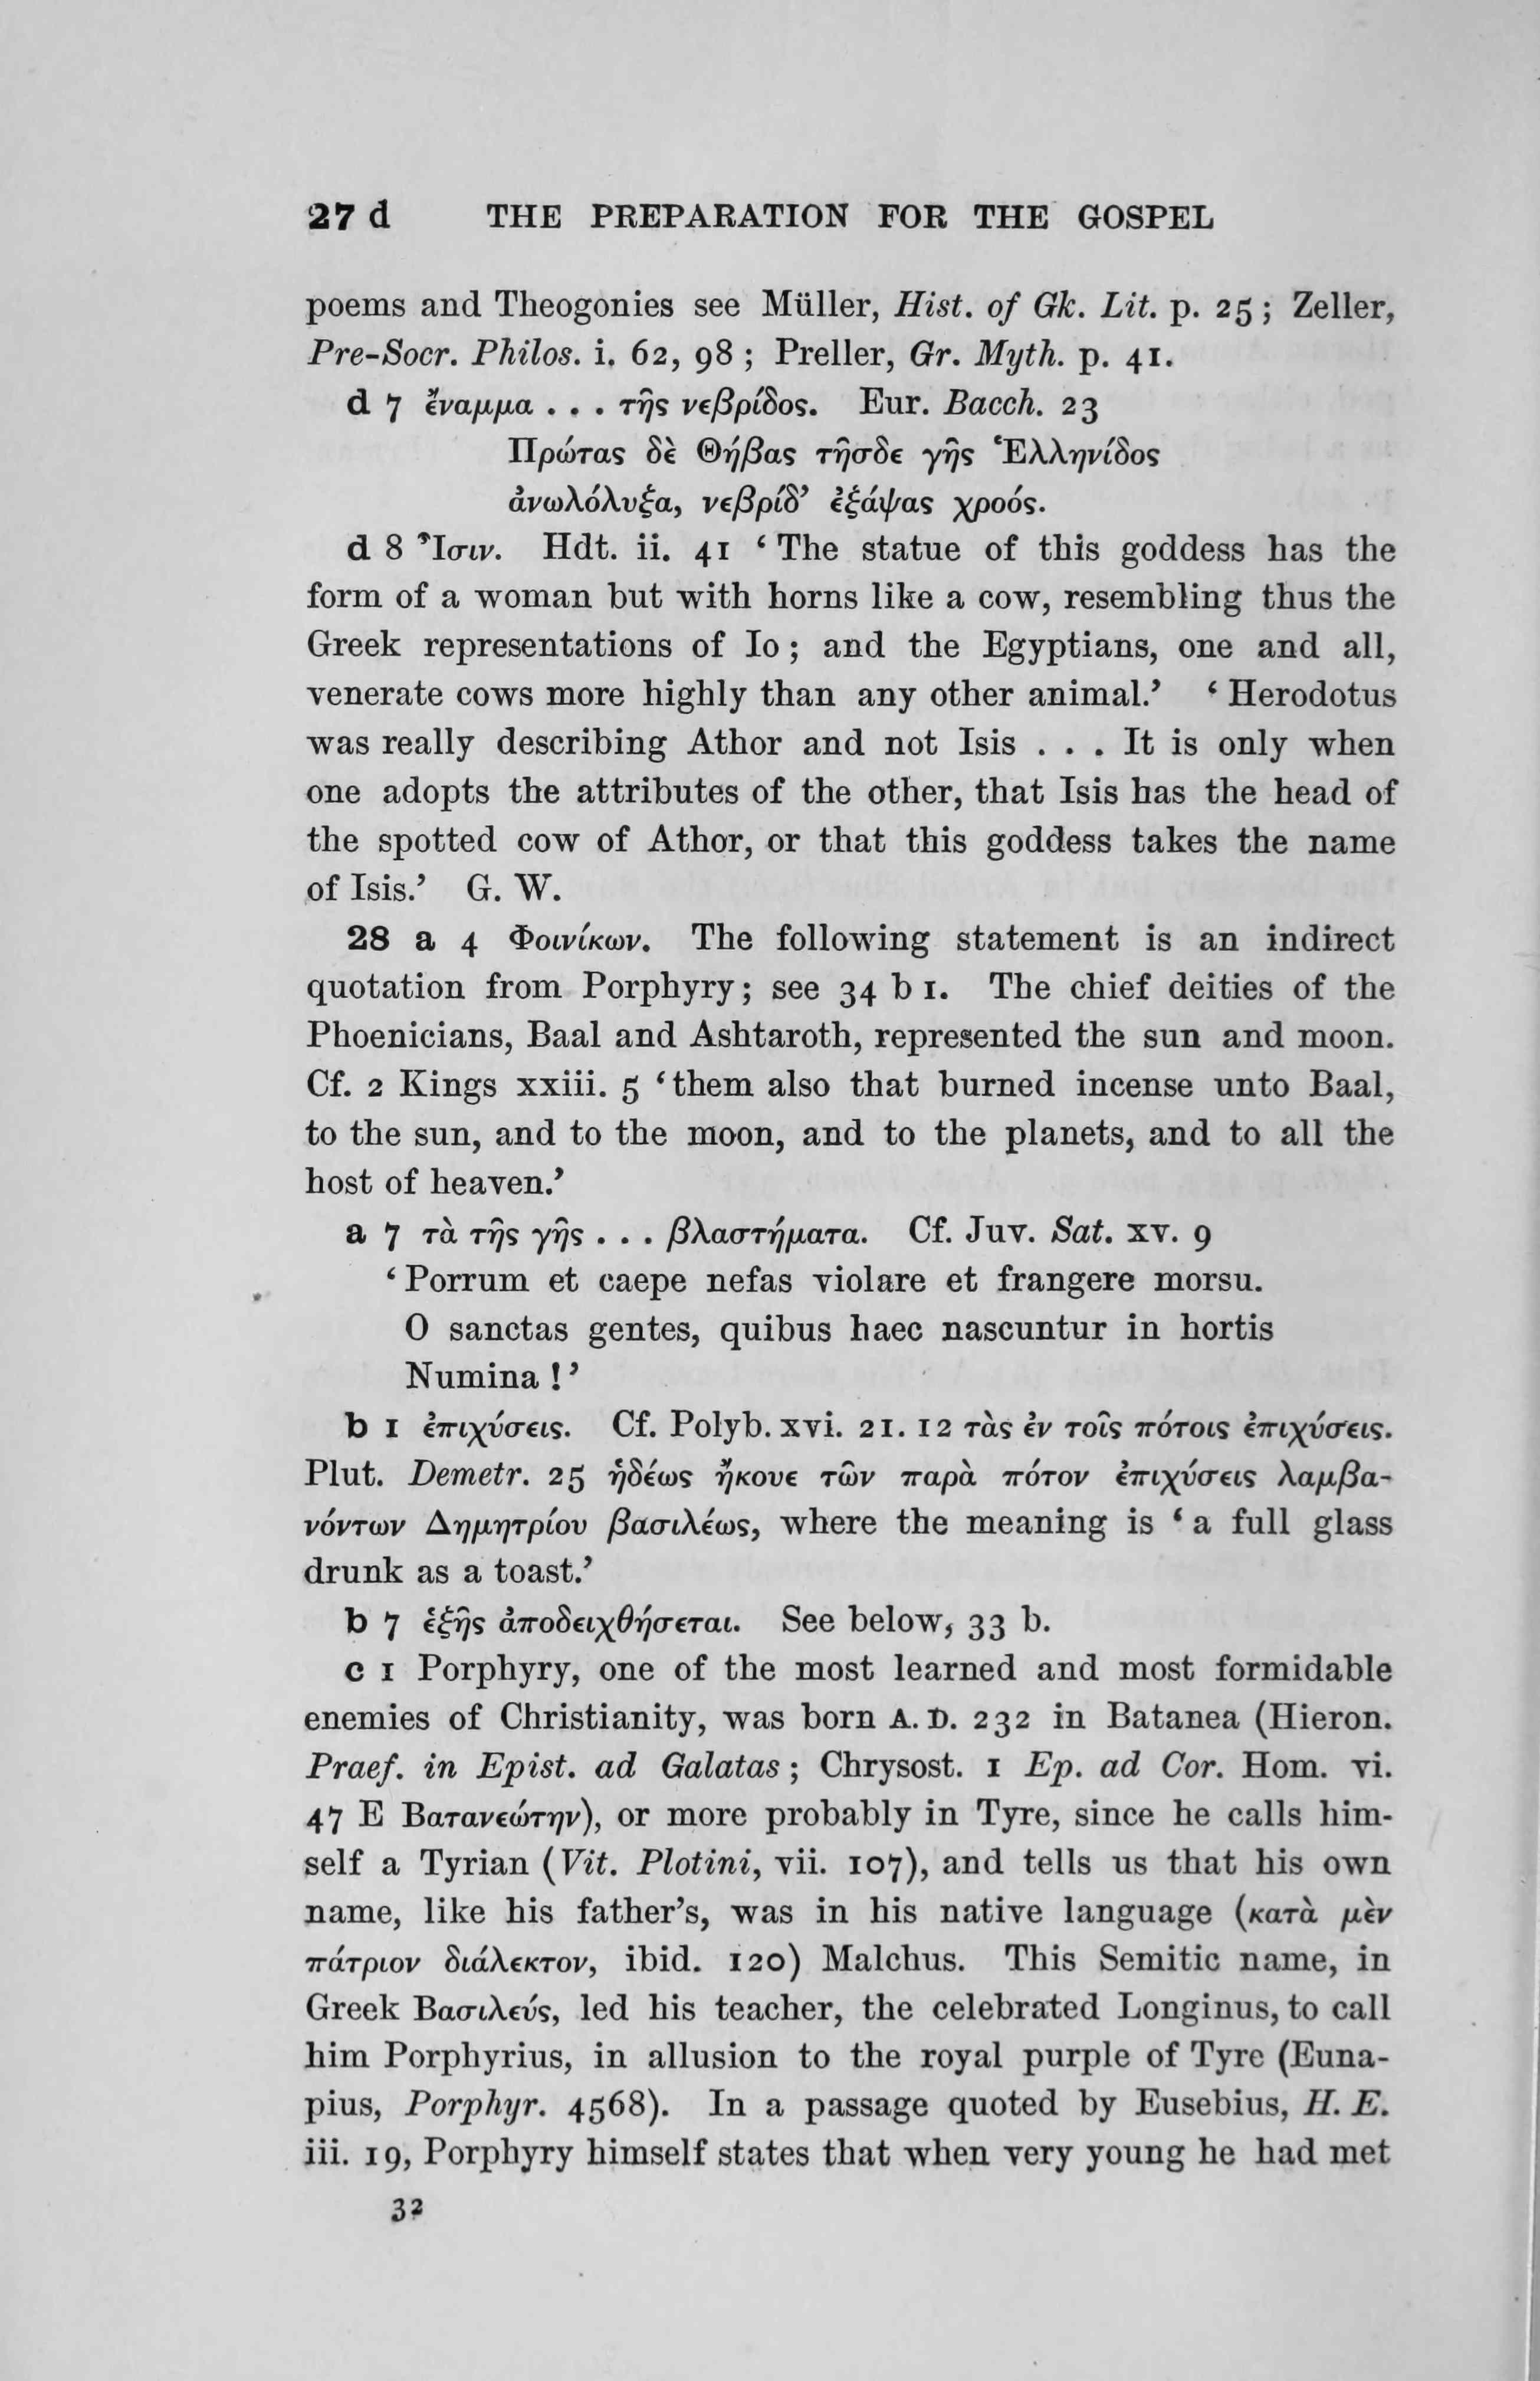 27 d THE PREPARATION FOR THE GOSPEL
poems and Theogonies see Müller, Hist. of Gk. Lit. p. 25; Zeller,
Pre-Socr. Philos. i. 62, 98; Preller, Gr. Myth. p. 41.
d 7 ἔναμμα . . . τῆς νεβρίδος. Eur. Bacch. 23
Πρώτας δὲ Θήβας τῆσδε γῆς Ἑλληνίδος
ἀνωλόλυξα, νεβρίδ’ ἐξάψας χροός.
d 8 Ἶσιν. Hdt. ii. 41 ‘The statue of this goddess has the
form of a woman but with horns like a cow, resembling thus the
Greek representations of Io; and the Egyptians, one and all,
venerate cows more highly than any other animal.’ ‘Herodotus
was really describing Athor and not Isis . . . It is only when
one adopts the attributes of the other, that Isis has the head of
the spotted cow of Athor, or that this goddess takes the name
of Isis.’ G. W.
28 a 4 Φοινίκων. The following statement is an indirect
quotation from Porphyry; see 34 b 1. The chief deities of the
Phoenicians, Baal and Ashtaroth, represented the sun and moon.
Cf. 2 Kings xxiii. 5 ‘them also that burned incense unto Baal,
to the sun, and to the moon, and to the planets, and to all the
host of heaven.’
a 7 τὰ τῆς γῆς . . . βλαστήματα. Cf. Juv. Sat. xv. 9
‘Porrum et caepe nefas violare et frangere morsu.
O sanctas gentes, quibus haec nascuntur in hortis
Numina!’
b 1 ἐπιχύσεις. Cf. Polyb. xvi. 21. 12 τὰς ἐν τοῖς πότοις ἐπιχύσεις.
Plut. Demetr. 25 ἡδέως ἤκουε τῶν παρὰ πότον ἐπιχύσεις λαμβα-
νόντων Δημητρίου βασιλέως, where the meaning is ‘a full glass
drunk as a toast.’
b 7 ἑξῆς ἀποδειχθήσεται. See below, 33 b.
c 1 Porphyry, one of the most learned and most formidable
enemies of Christianity, was born A.D. 232 in Batanea (Hieron.
Praef. in Epist. ad Galatas; Chrysost. 1 Ep. ad Cor. Hom. vi.
47 E Βατανεώτην), or more probably in Tyre, since he calls him-
self a Tyrian (Vit. Plotini, vii. 107), and tells us that his own
name, like his father’s, was in his native language (κατὰ μὲν
πάτριον διάλεκτον, ibid. 120) Malchus. This Semitic name, in
Greek Βασιλεύς, led his teacher, the celebrated Longinus, to call
him Porphyrius, in allusion to the royal purple of Tyre (Euna-
pius, Porphyr. 4568). In a passage quoted by Eusebius, H. E.
iii. 19, Porphyry himself states that when very young he had met
32